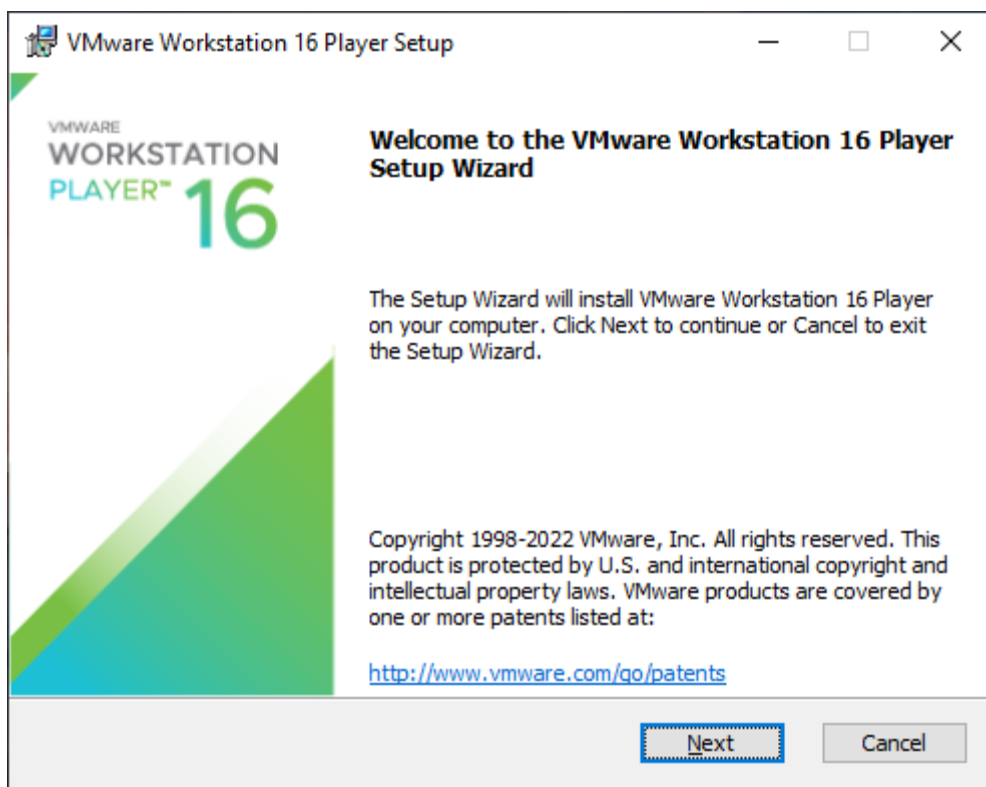 VMware Workstation 16 Player Setup
VMWARE
WORKSTATION
PLAYER™ 16
Welcome to the VMware Workstation 16 Player
Setup Wizard
The Setup Wizard will install VMware Workstation 16 Player
on your computer. Click Next to continue or Cancel to exit
the Setup Wizard.
Copyright 1998-2022 VMware, Inc. All rights reserved. This
product is protected by U.S. and international copyright and
intellectual property laws. VMware products are covered by
one or more patents listed at:
http://www.vmware.com/go/patents
Next
Cancel